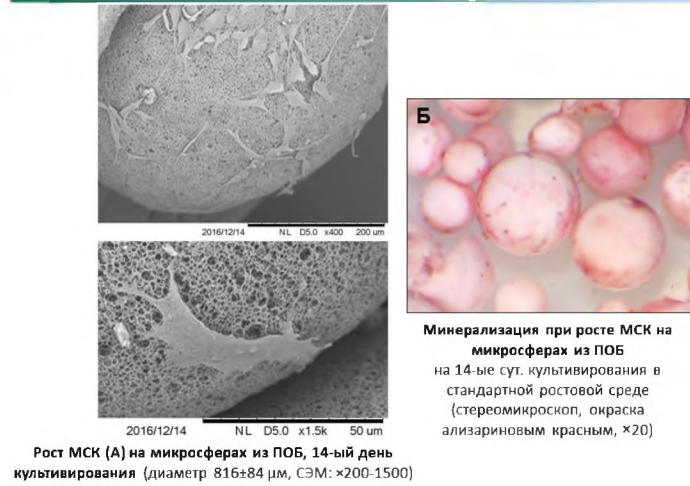 2016/12/14 NL D5.0 x400 200 um
2016/12/14 NL D5.0 x1.5k 50 um
Рост МСК (А) на микросферах из ПОБ, 14-ый день
культивирования (диаметр 816±84 μм, СЭМ: ×200-1500)
Б
Минерализация при росте МСК на
микросферах из ПОБ
на 14-ые сут. культивирования в
стандартной ростовой среде
(стереомикроскоп, окраска
ализариновым красным, ×20)